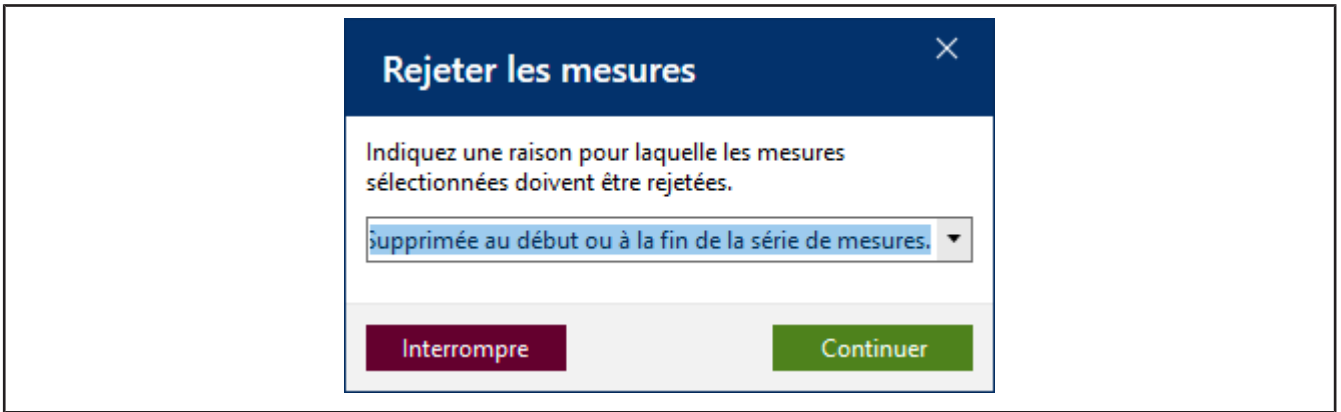 Rejeter les mesures
Indiquez une raison pour laquelle les mesures
sélectionnées doivent être rejetées.
Supprimée au début ou à la fin de la série de mesures.
Interrompre Continuer